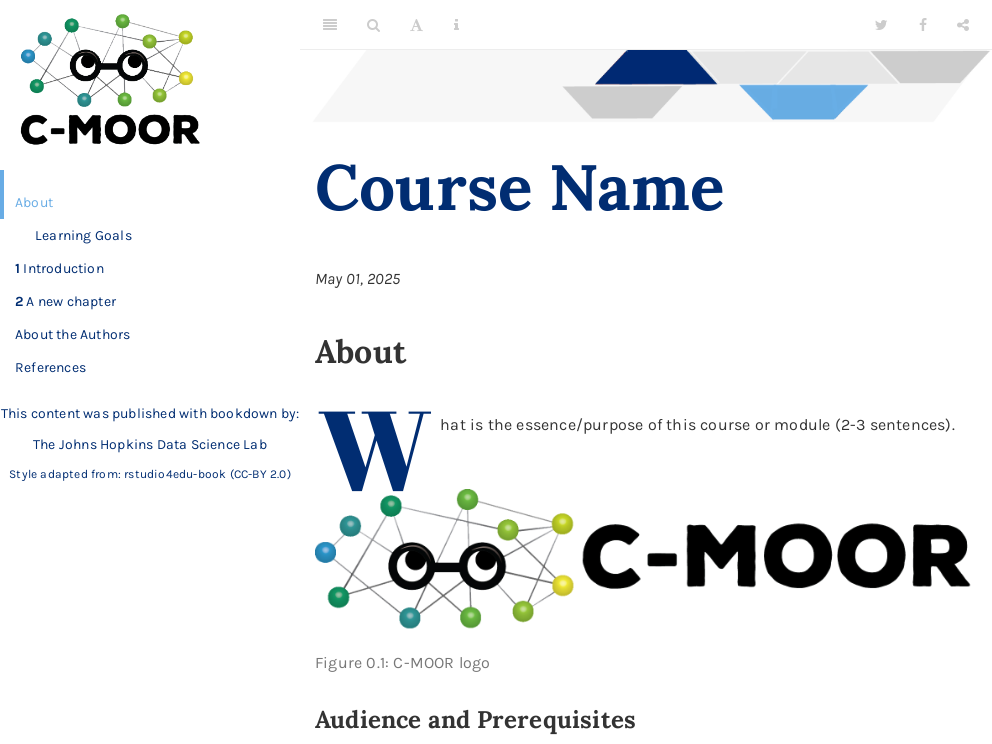 C-MOOR
About
Learning Goals
1 Introduction
2 A new chapter
About the Authors
References
This content was published with bookdown by:
The Johns Hopkins Data Science Lab
Style adapted from: rstudio4edu-book (CC-BY 2.0)
Course Name
May 01, 2025
About
What is the essence/purpose of this course or module (2-3 sentences).
C-MOOR
Figure 0.1: C-MOOR logo
Audience and Prerequisites